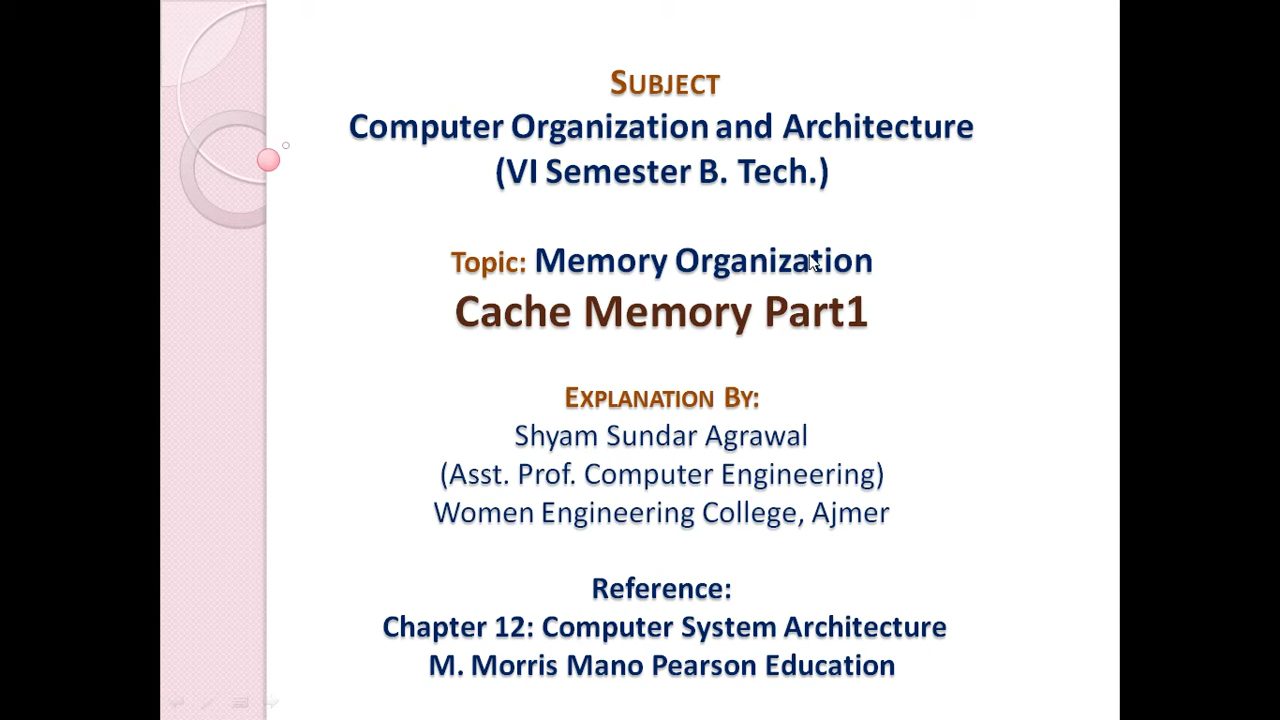 SUBJECT
Computer Organization and Architecture
(VI Semester B. Tech.)
Topic: Memory Organization
Cache Memory Part1
EXPLANATION BY:
Shyam Sundar Agrawal
(Asst. Prof. Computer Engineering)
Women Engineering College, Ajmer
Reference:
Chapter 12: Computer System Architecture
M. Morris Mano Pearson Education